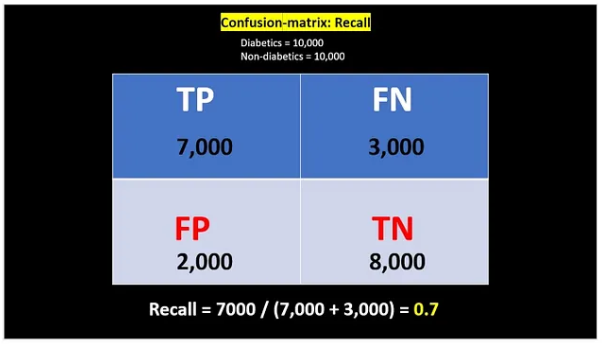 Confusion-matrix: Recall
Diabetics = 10,000
Non-diabetics = 10,000
TP FN
7,000 3,000
FP TN
2,000 8,000
Recall = 7000 / (7,000 + 3,000) = 0.7